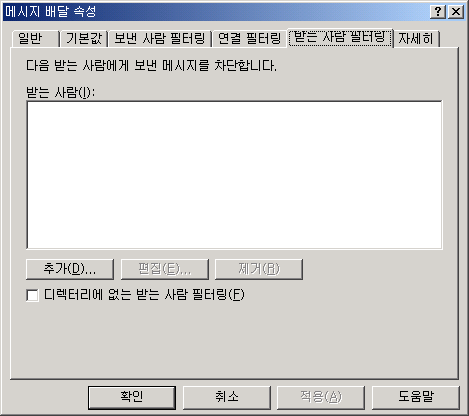 메시지 배달 속성
일반 기본값 보낸 사람 필터링 연결 필터링 받는 사람 필터링 자세히
다음 받는 사람에게 보낸 메시지를 차단합니다.
받는 사람(I):
추가(D)... 편집(E)... 제거(R)
디렉터리에 없는 받는 사람 필터링(F)
확인 취소 적용(A) 도움말